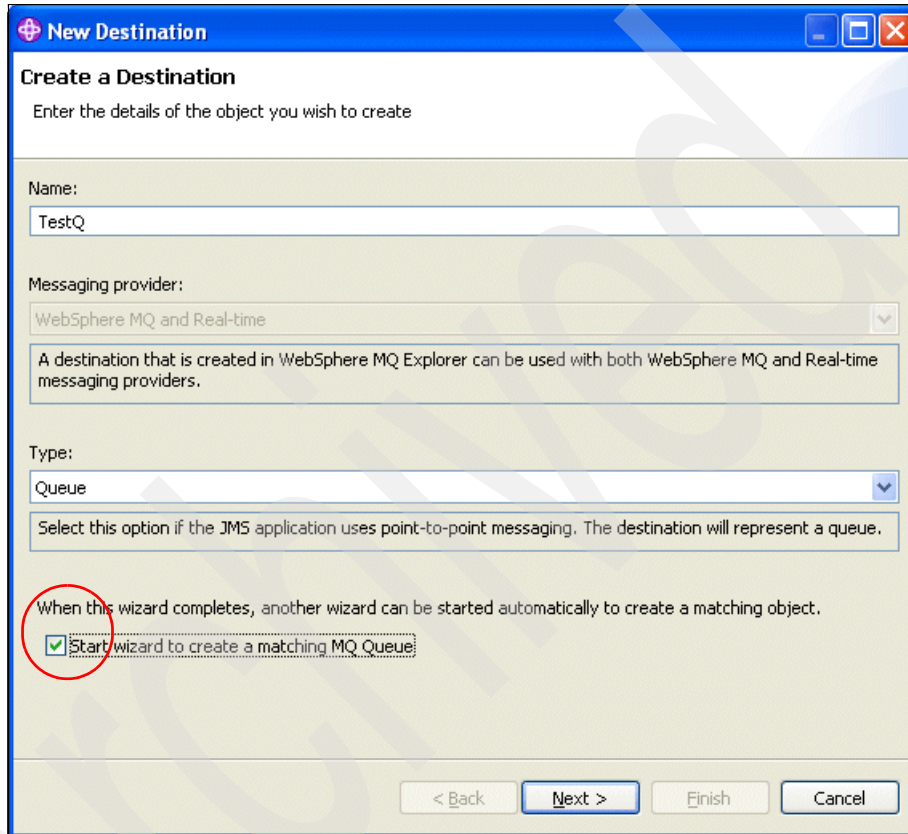 New Destination
Create a Destination
Enter the details of the object you wish to create
Name:
TestQ
Messaging provider:
WebSphere MQ and Real-time
A destination that is created in WebSphere MQ Explorer can be used with both WebSphere MQ and Real-time
messaging providers.
Type:
Queue
Select this option if the JMS application uses point-to-point messaging. The destination will represent a queue.
When this wizard completes, another wizard can be started automatically to create a matching object.
Start wizard to create a matching MQ Queue
< Back Next > Finish Cancel
rchived